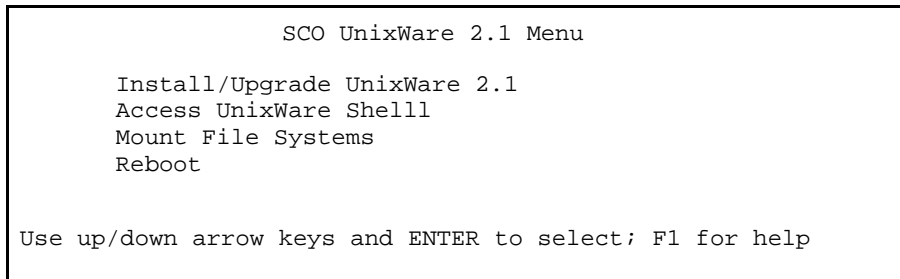 SCO UnixWare 2.1 Menu
Install/Upgrade UnixWare 2.1
Access UnixWare Shelll
Mount File Systems
Reboot
Use up/down arrow keys and ENTER to select; F1 for help